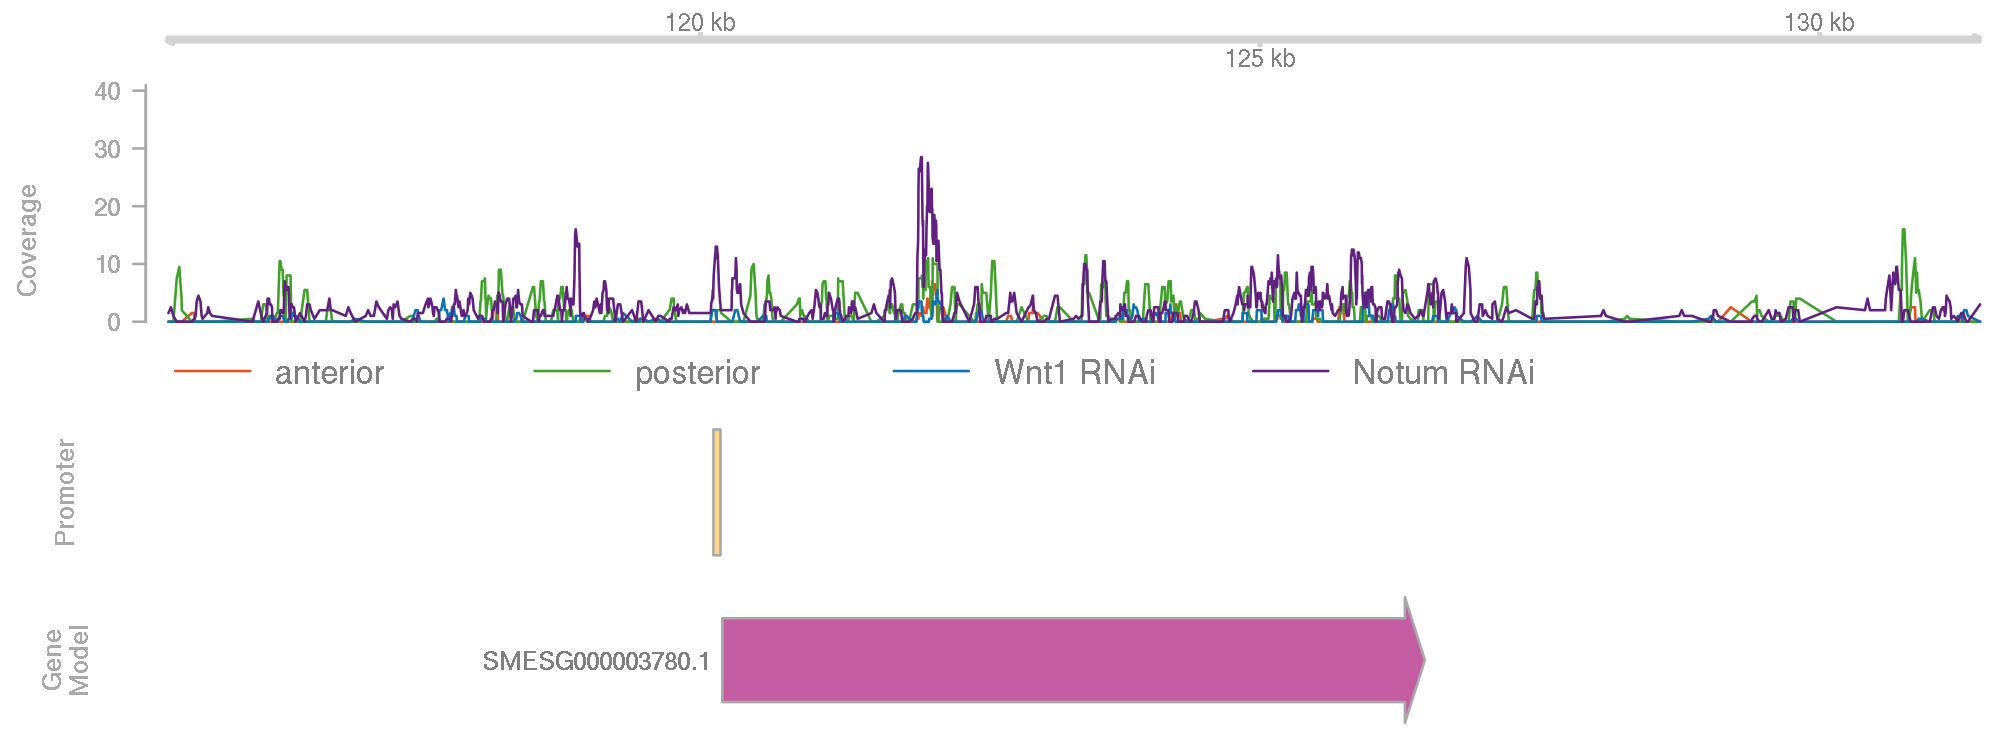 120 kb
130 kb
125 kb
Coverage
40
30
20
10
0
anterior
posterior
Wnt1 RNAi
Notum RNAi
Promoter
Gene
Model
SMESG000003780.1